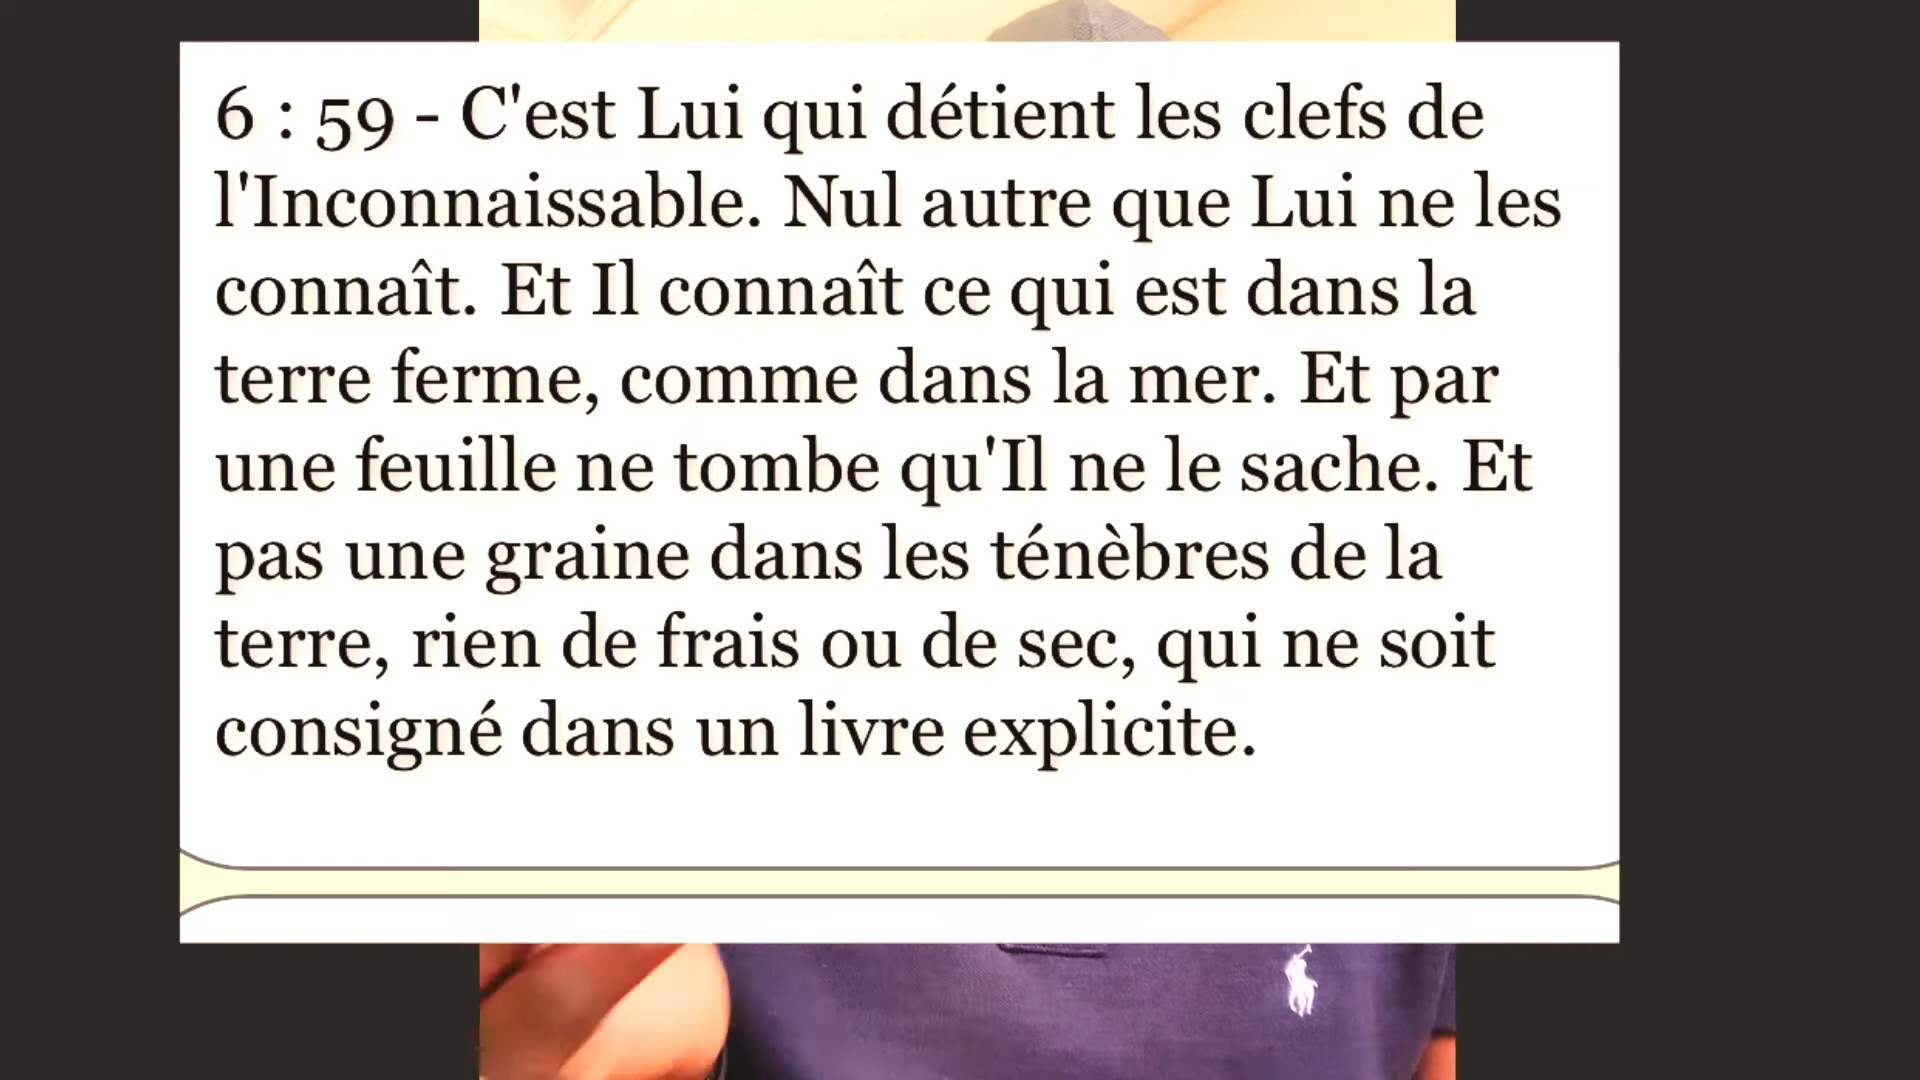 6 : 59 - C'est Lui qui détient les clefs de
l'Inconnaissable. Nul autre que Lui ne les
connaît. Et Il connaît ce qui est dans la
terre ferme, comme dans la mer. Et par
une feuille ne tombe qu'Il ne le sache. Et
pas une graine dans les ténèbres de la
terre, rien de frais ou de sec, qui ne soit
consigné dans un livre explicite.